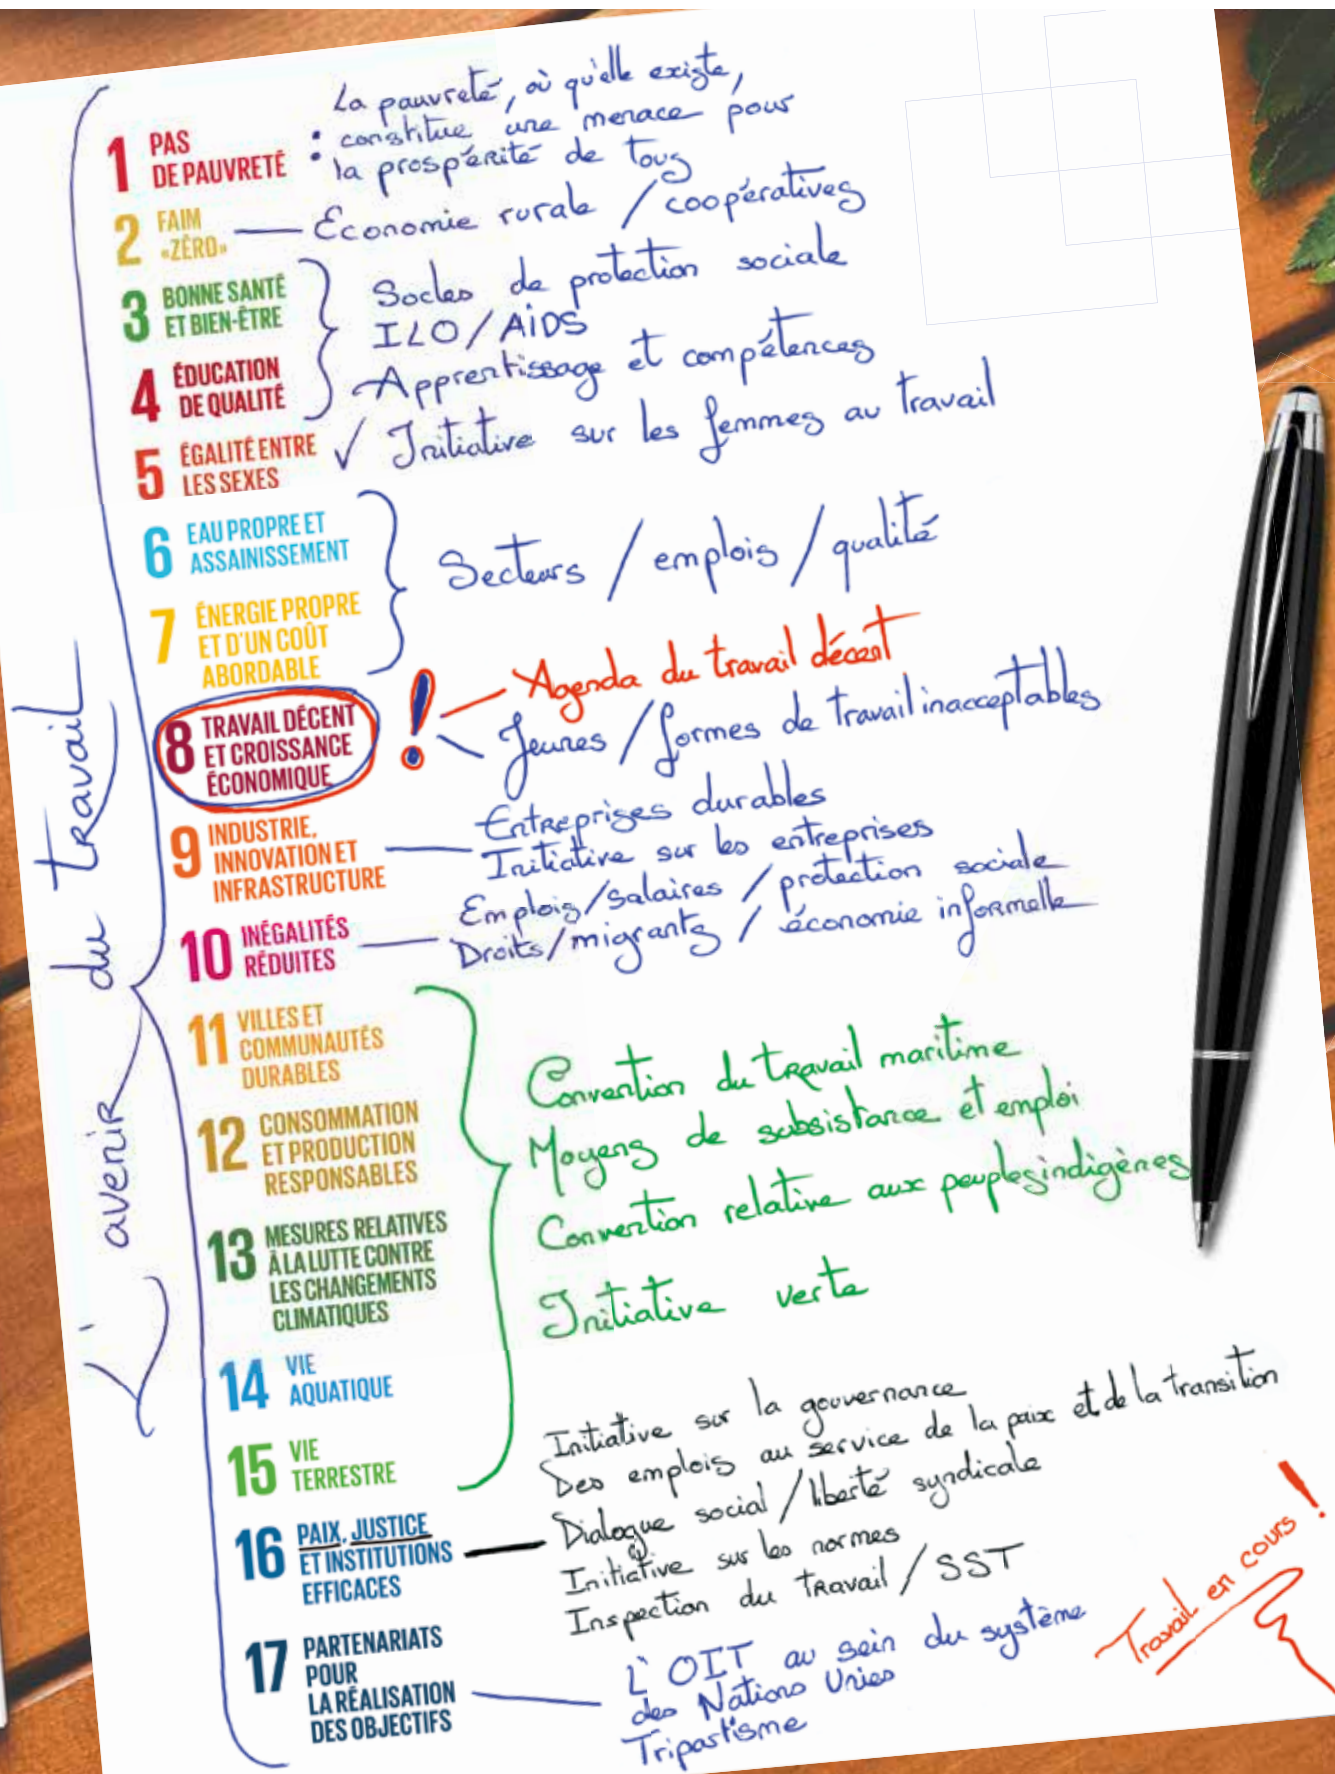 L'avenir du travail
1 PAS
DE PAUVRETÉ
: La pauvreté, où qu'elle existe,
constitue une menace pour
la prospérité de tous
2 FAIM
«ZÉRO»
Economie rurale / coopératives
3 BONNE SANTÉ
ET BIEN-ÊTRE
4 ÉDUCATION
DE QUALITÉ
Socles de protection sociale
ILO/AIDS
Apprentissage et compétences
5 ÉGALITÉ ENTRE
LES SEXES
✓ Initiative sur les femmes au travail
6 EAU PROPRE ET
ASSAINISSEMENT
7 ÉNERGIE PROPRE
ET D'UN COÛT
ABORDABLE
Secteurs / emplois / qualité
8 TRAVAIL DÉCENT
ET CROISSANCE
ÉCONOMIQUE
!
Agenda du travail décent
Jeunes / formes de travail inacceptables
9 INDUSTRIE,
INNOVATION ET
INFRASTRUCTURE
Entreprises durables
Initiative sur les entreprises
10 INÉGALITÉS
RÉDUITES
Emplois/salaires / protection sociale
Droits/migrants / économie informelle
11 VILLES ET
COMMUNAUTÉS
DURABLES
12 CONSOMMATION
ET PRODUCTION
RESPONSABLES
13 MESURES RELATIVES
À LA LUTTE CONTRE
LES CHANGEMENTS
CLIMATIQUES
14 VIE
AQUATIQUE
15 VIE
TERRESTRE
Convention du travail maritime
Moyens de subsistance et emploi
Convention relative aux peuples indigènes
Initiative verte
16 PAIX, JUSTICE
ET INSTITUTIONS
EFFICACES
Initiative sur la gouvernance
Des emplois au service de la paix et de la transition
Dialogue social / liberté syndicale
Initiative sur les normes
Inspection du travail / SST
17 PARTENARIATS
POUR
LA RÉALISATION
DES OBJECTIFS
L'OIT au sein du système
des Nations Unies
Tripartisme
Travail en cours !